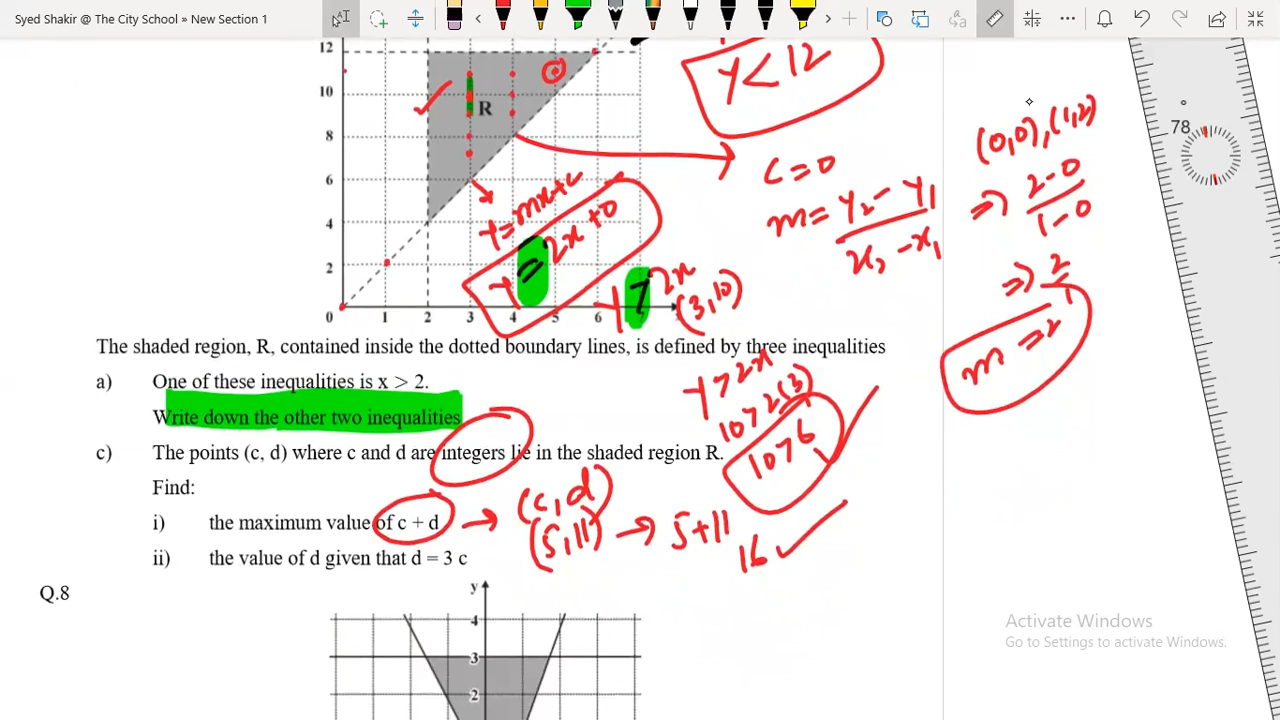 Syed Shakir @ The City School » New Section 1
12
10
8
6
4
2
0 1 2 3 4 5 6
R
y < 12
C = 0
m = y2 - y1
x2 - x1
(0,0), (1,2)
=> 2-0
1-0
=> 2
1
m = 2
78
y = mx+c
y = 2x+0
y > 2x
(3,10)
The shaded region, R, contained inside the dotted boundary lines, is defined by three inequalities
a) One of these inequalities is x > 2.
Write down the other two inequalities
y > 2x
10 > 2(3)
10 > 6
c) The points (c, d) where c and d are integers lie in the shaded region R.
Find:
i) the maximum value of c + d → (c, d)
(5,11) → 5+11
16
ii) the value of d given that d = 3 c
Q.8
y
4
3
2
Activate Windows
Go to Settings to activate Windows.